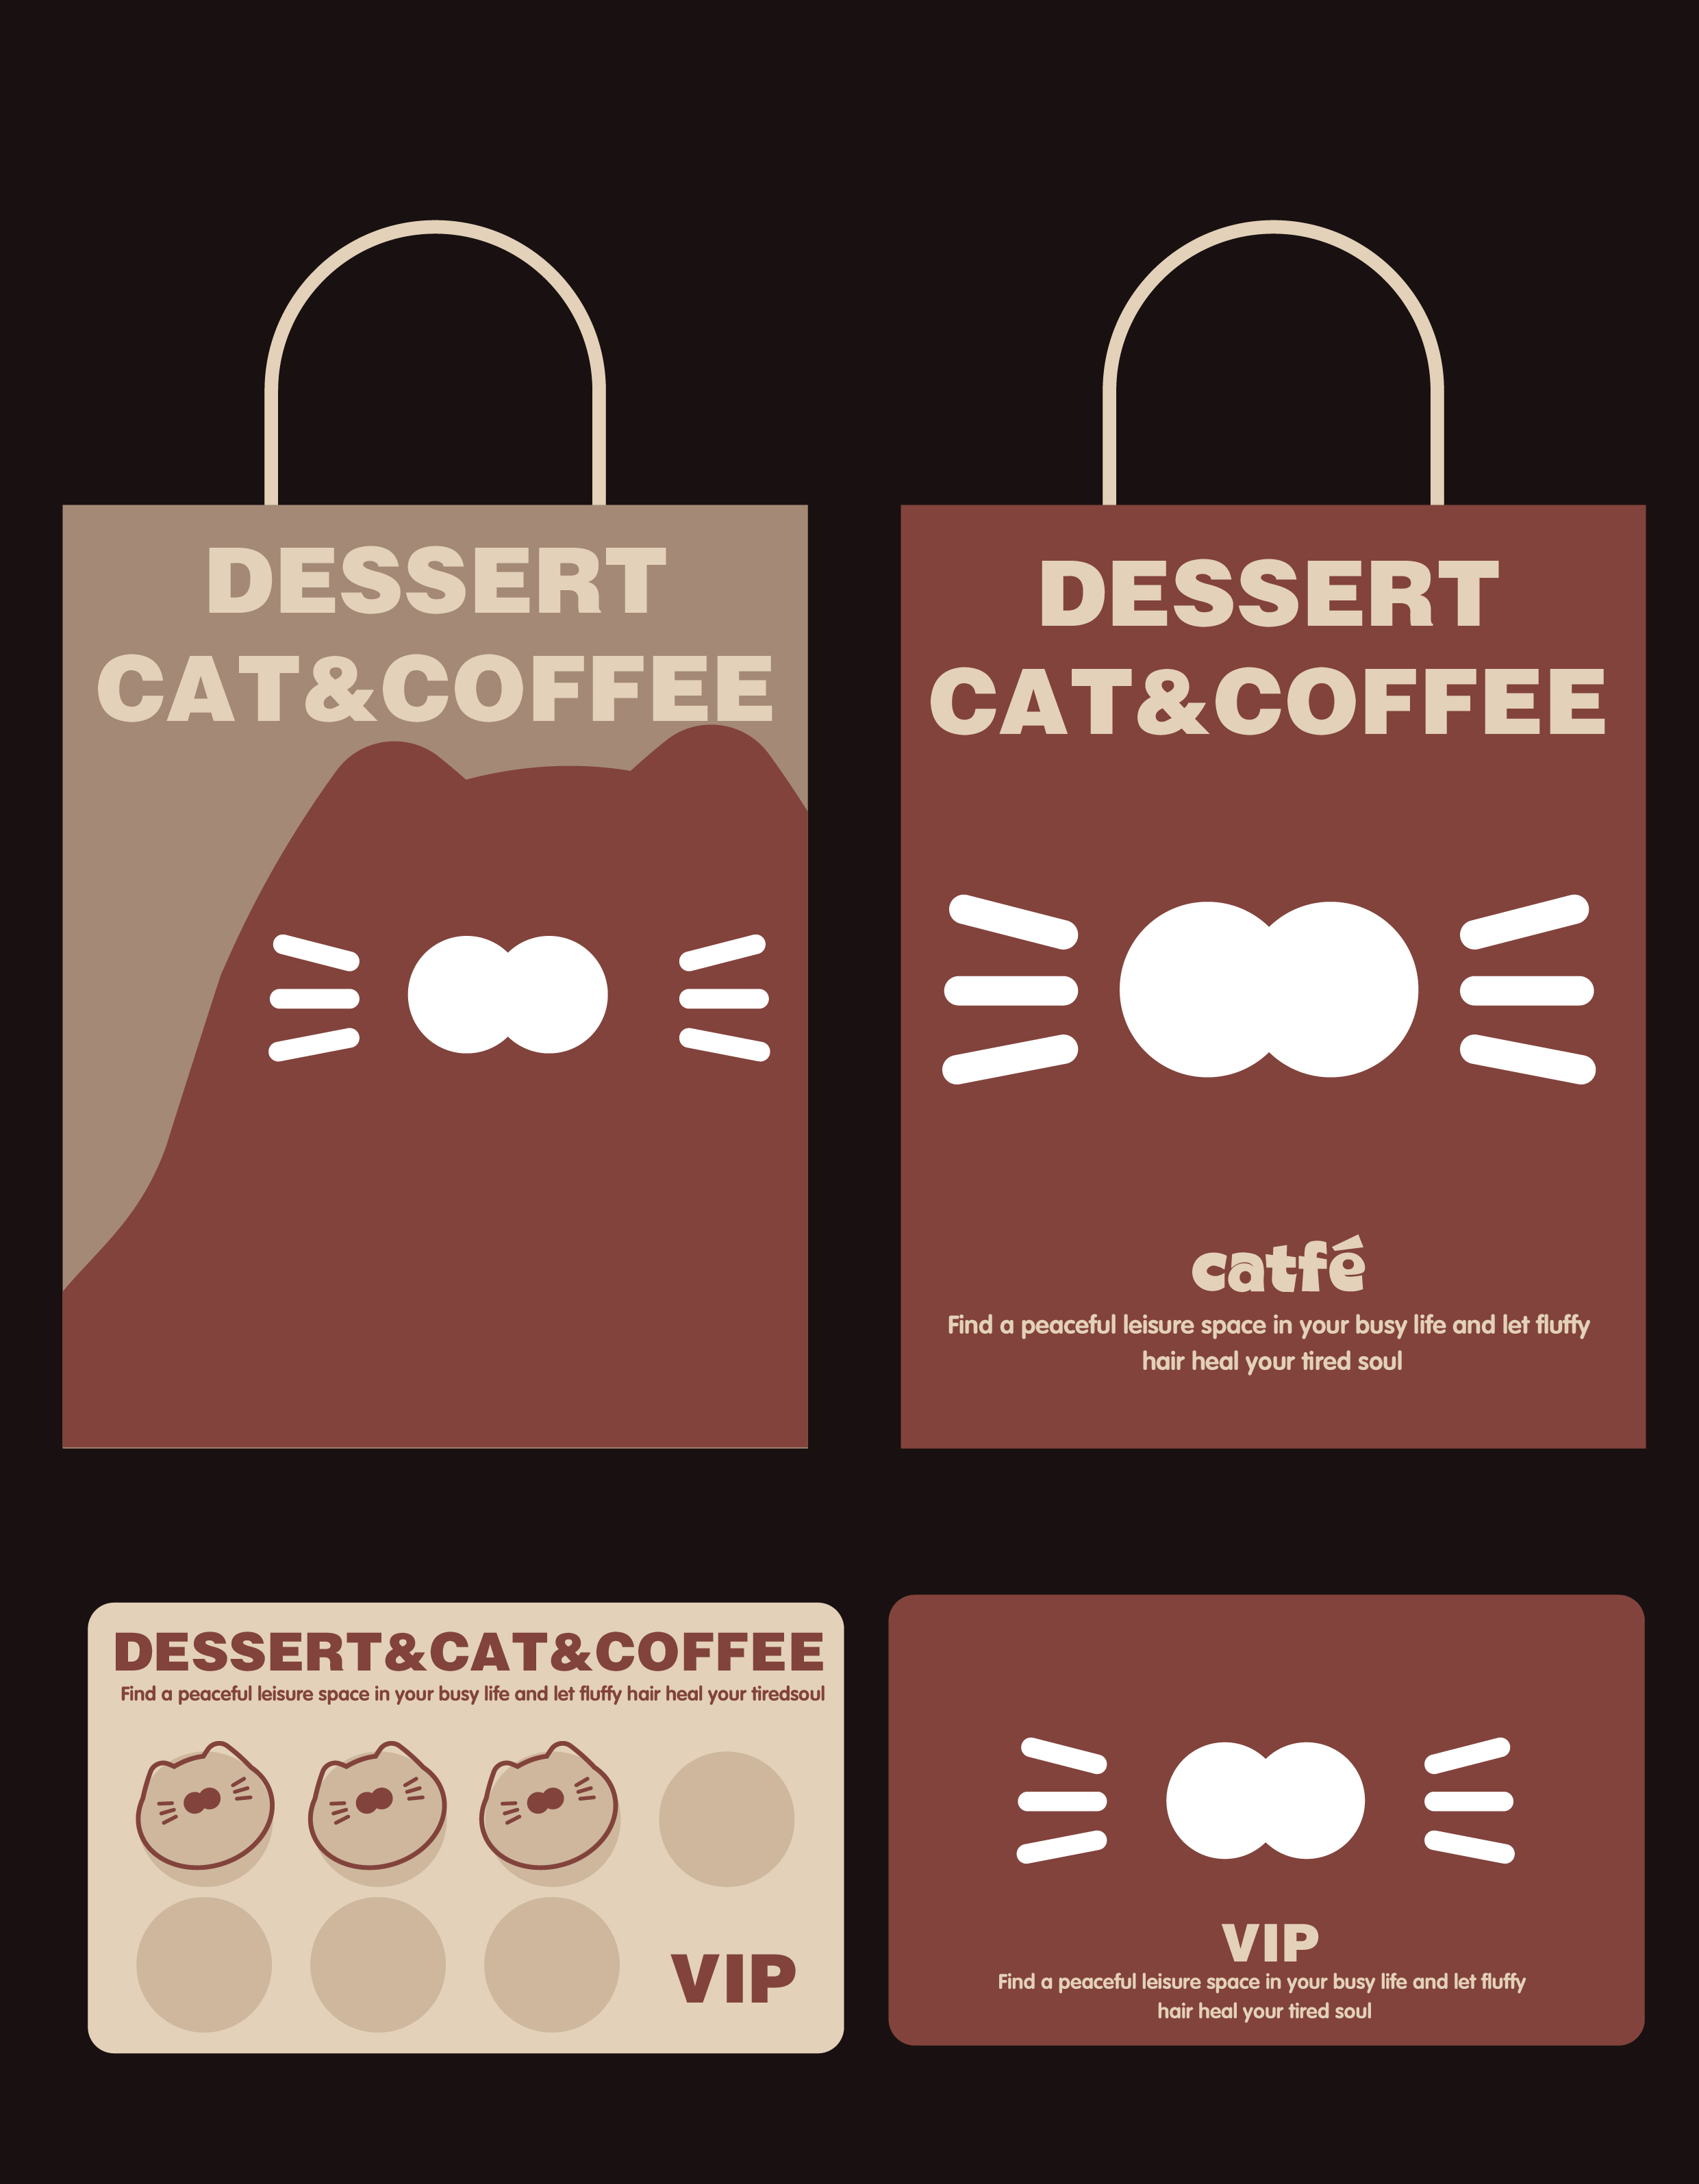 DESSERT
CAT&COFFEE
DESSERT
CAT&COFFEE
catfé
Find a peaceful leisure space in your busy life and let fluffy
hair heal your tired soul
DESSERT&CAT&COFFEE
Find a peaceful leisure space in your busy life and let fluffy hair heal your tiredsoul
VIP
VIP
Find a peaceful leisure space in your busy life and let fluffy
hair heal your tired soul